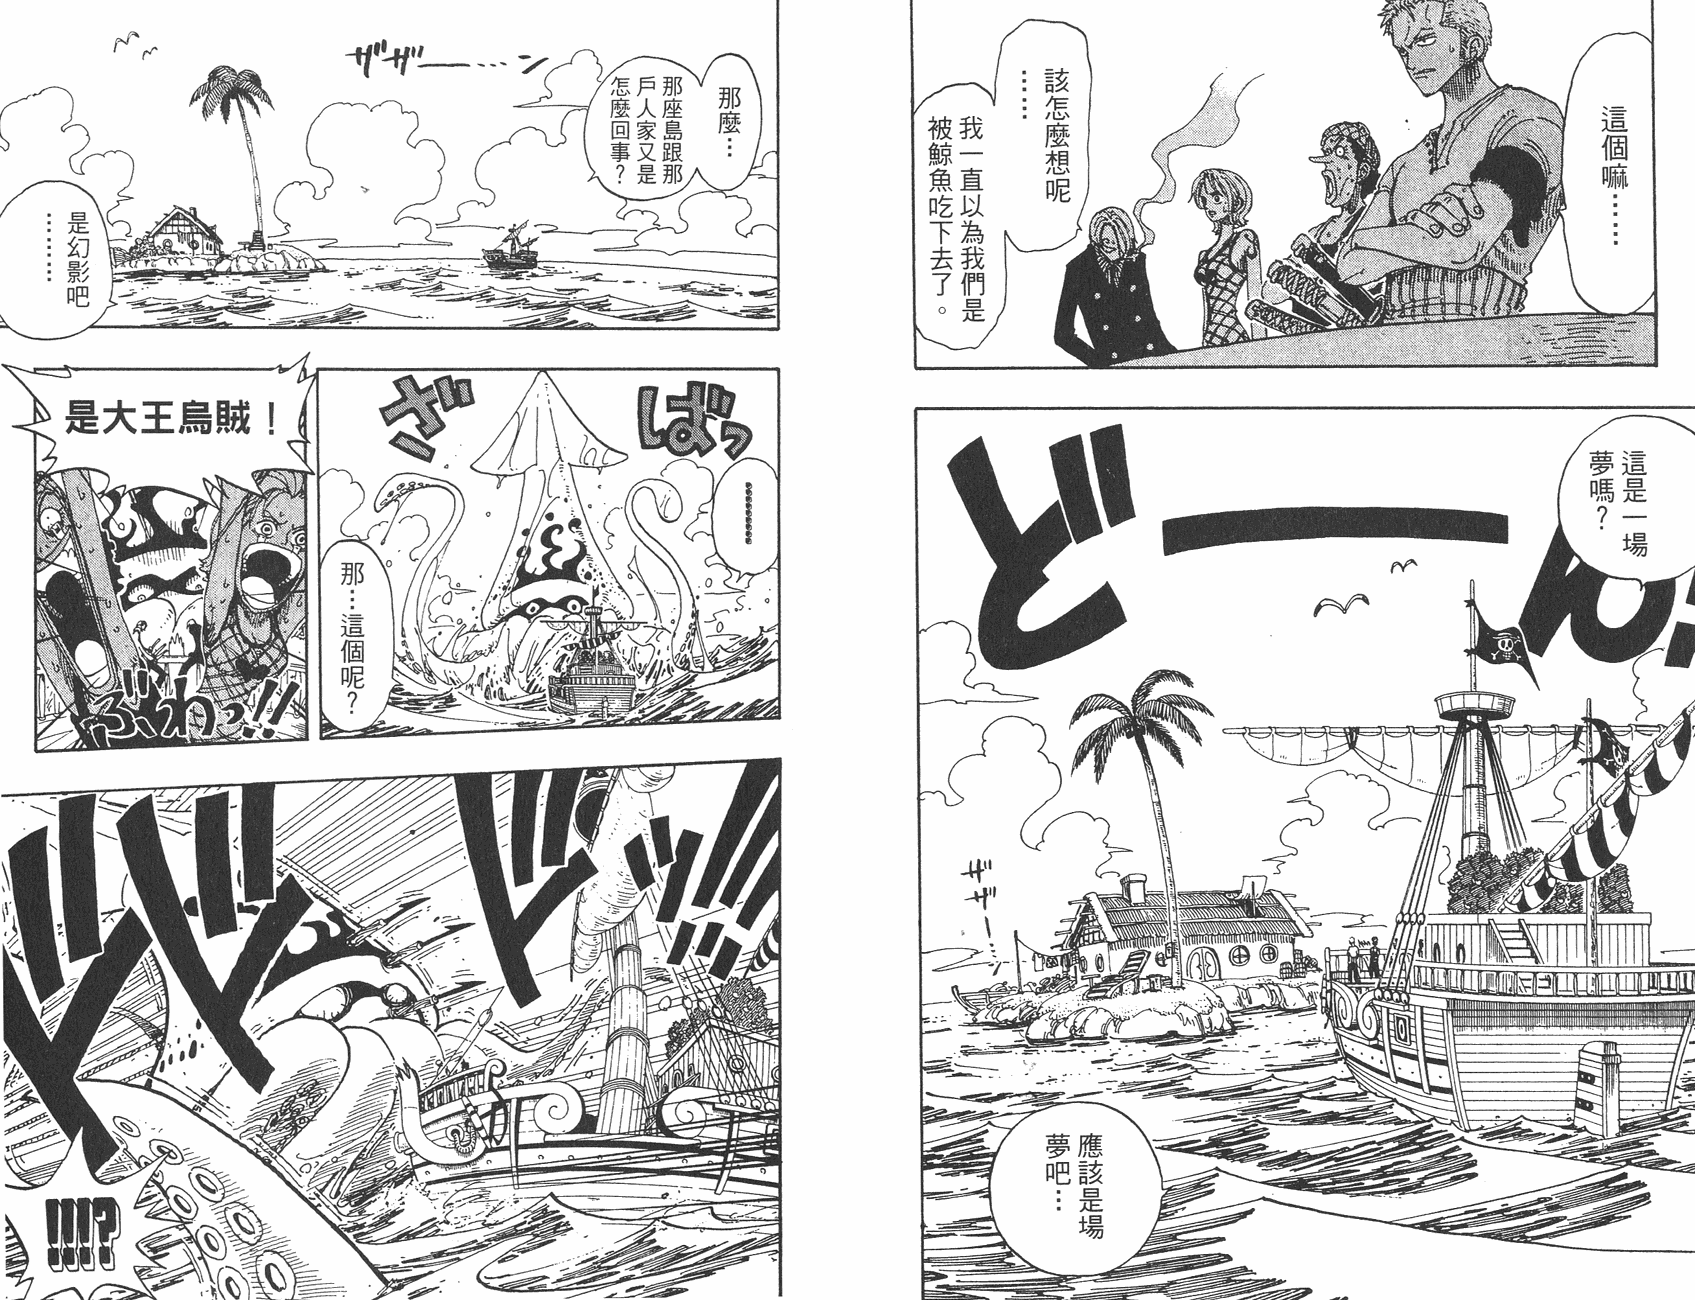 這個嘛……
該怎麼想呢
……
我一直以為我們是
被鯨魚吃下去了。
這是一場
夢嗎？
ど
ー
ん
！！
ザザー…
應該是場
夢吧…
ザザー……ン
那麼…
那座島跟那
戶人家又是
怎麼回事？
是幻影吧
………
ばっ
ざ
………
那…這個呢？
是大王烏賊！
ぶわっ!!
ドドドド!!
!!!?